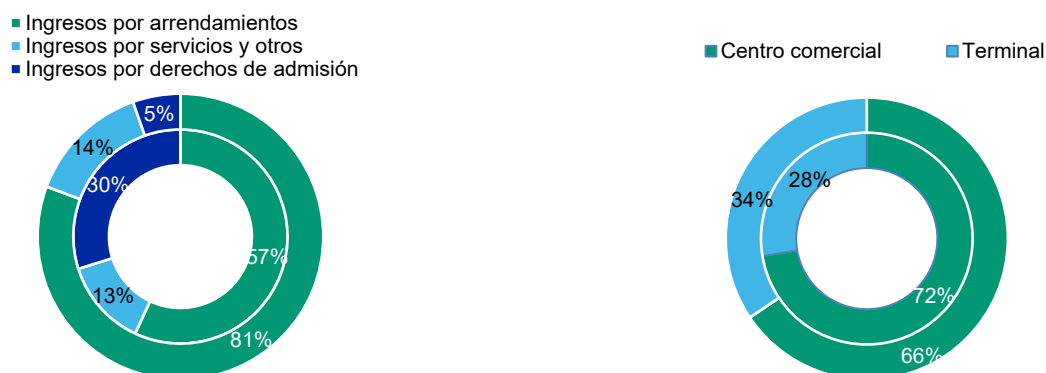 Ingresos por arrendamientos
Ingresos por servicios y otros
Ingresos por derechos de admisión
5%
14%
30%
57%
13%
81%
Centro comercial
Terminal
28%
34%
72%
66%